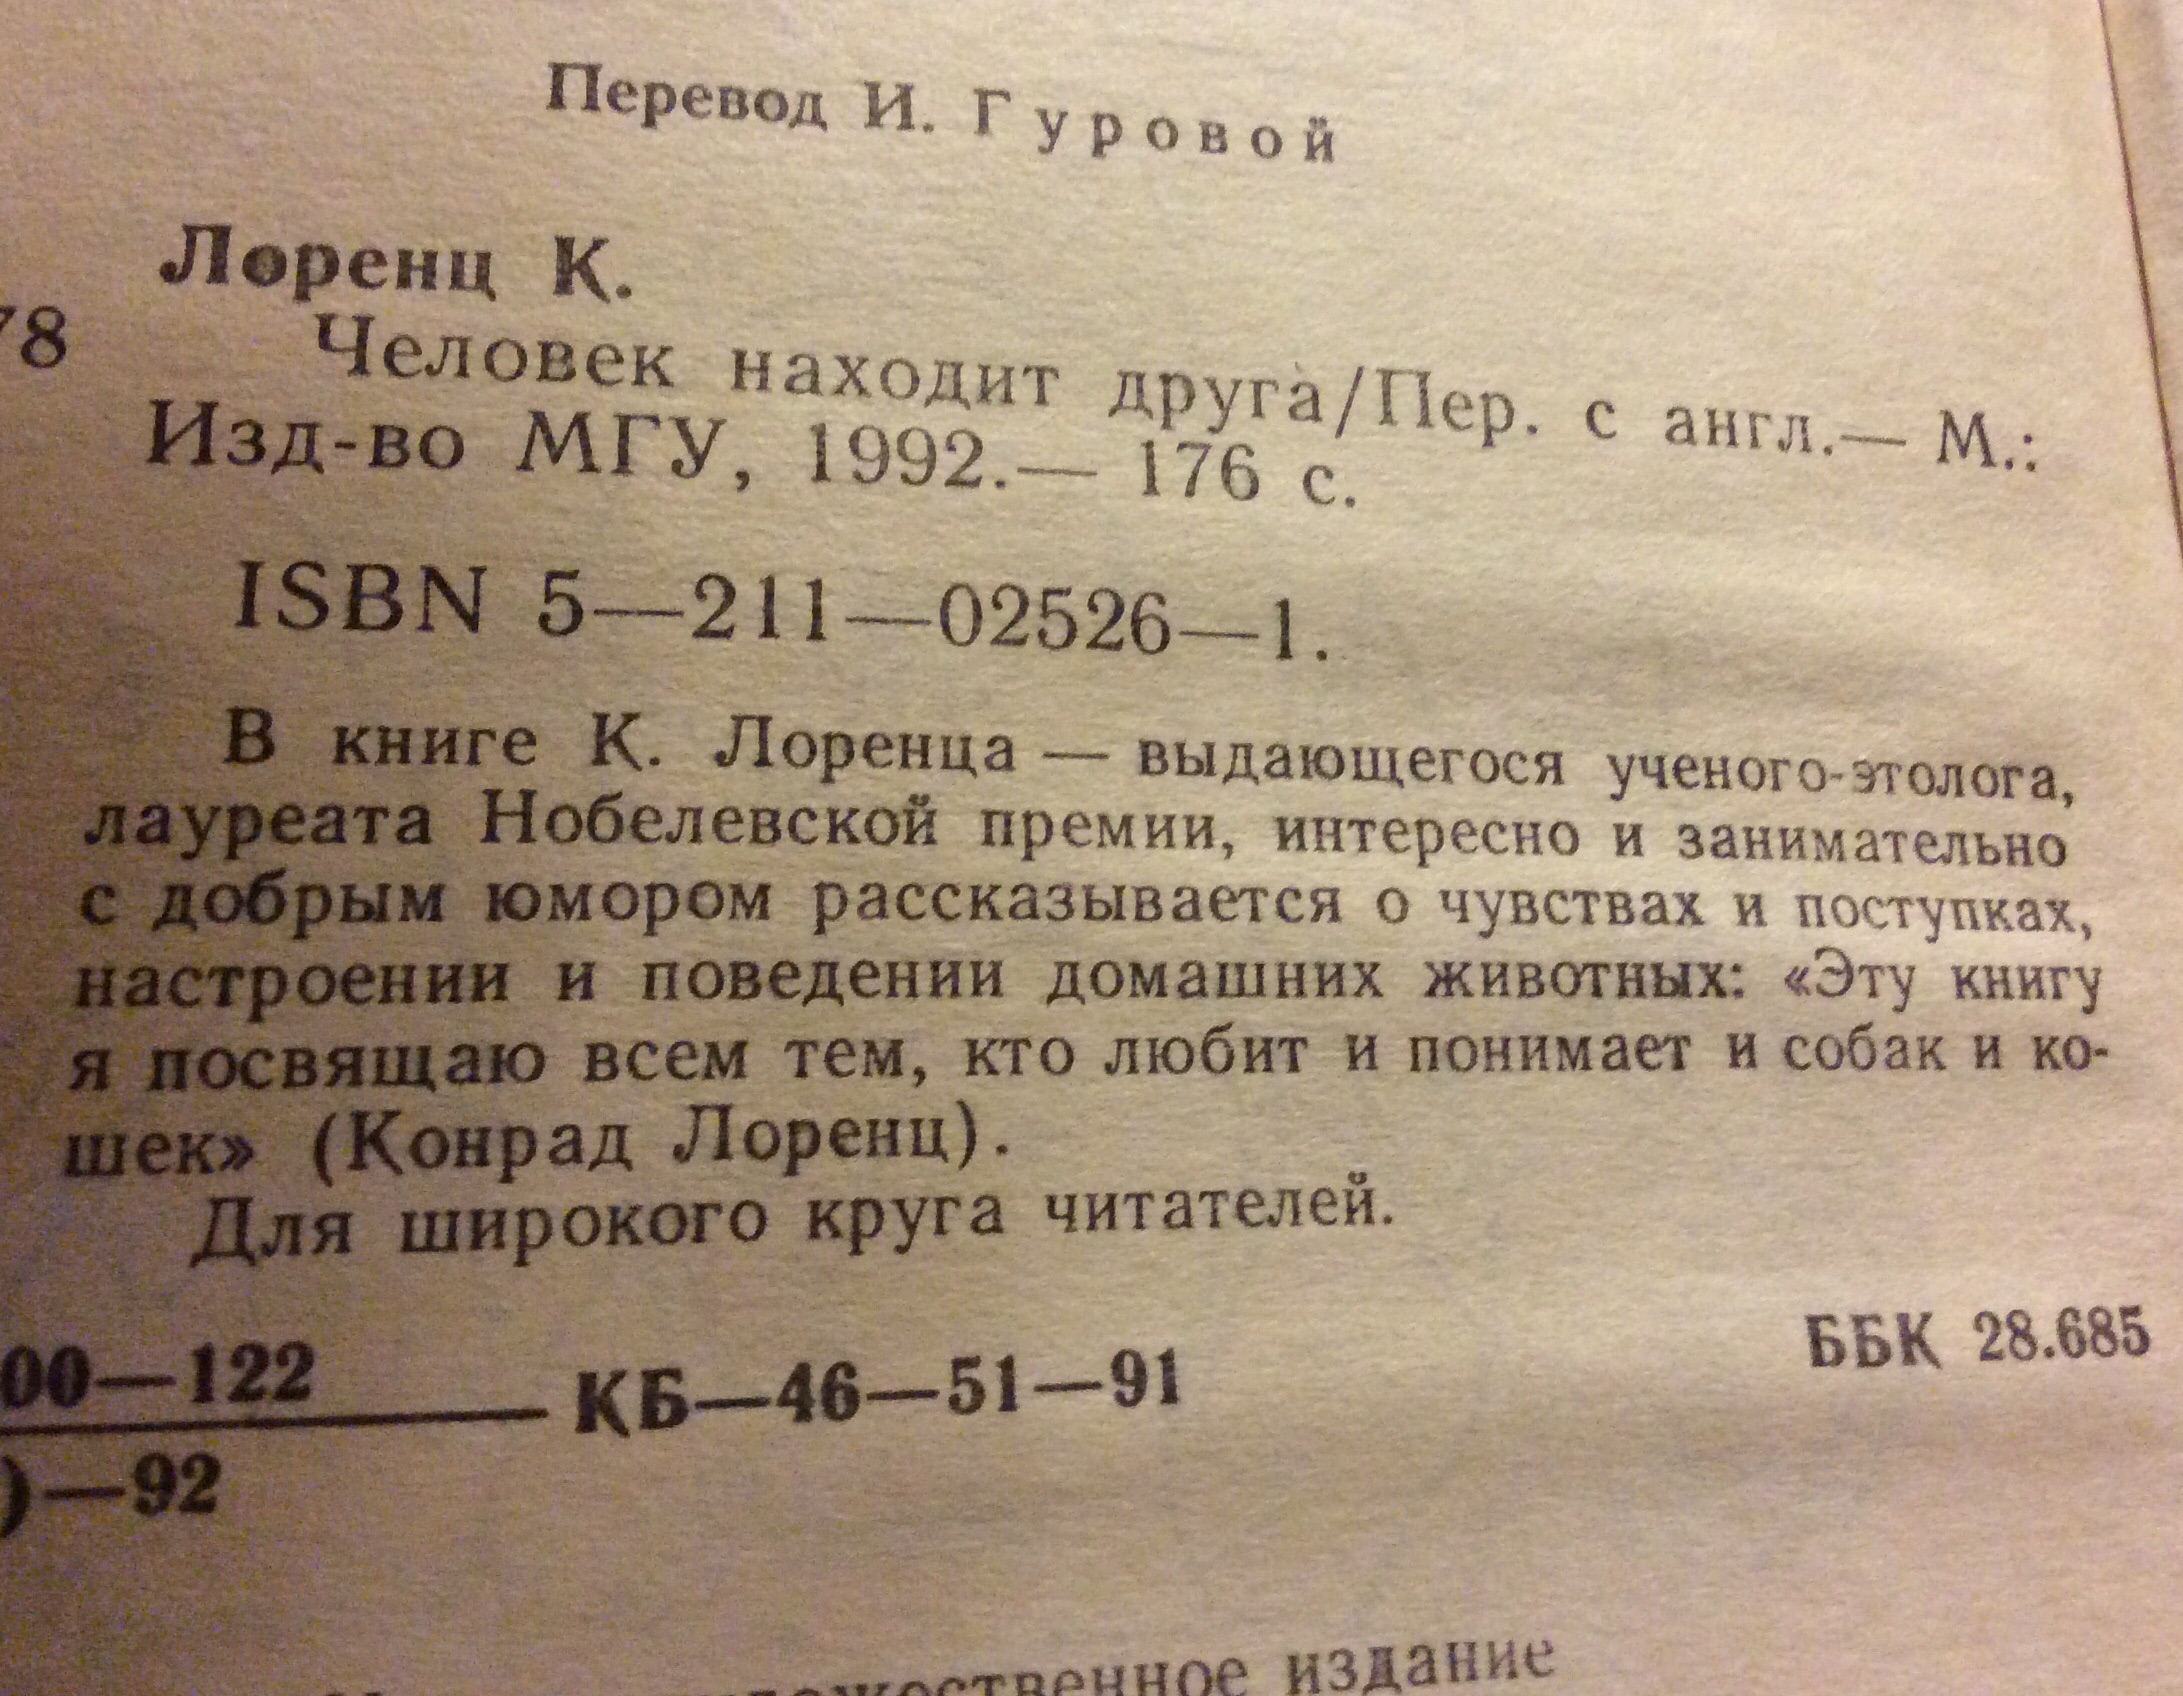 Перевод И. Гуровой
Лоренц К.
78
Человек находит друга/Пер. с англ.— М.:
Изд-во МГУ, 1992.— 176 с.
ISBN 5—211—02526—1.
В книге К. Лоренца — выдающегося ученого-этолога,
лауреата Нобелевской премии, интересно и занимательно
с добрым юмором рассказывается о чувствах и поступках,
настроении и поведении домашних животных: «Эту книгу
я посвящаю всем тем, кто любит и понимает и собак и ко-
шек» (Конрад Лоренц).
Для широкого круга читателей.
ББК 28.685
00—122
КБ—46—51—91
)—92
издание